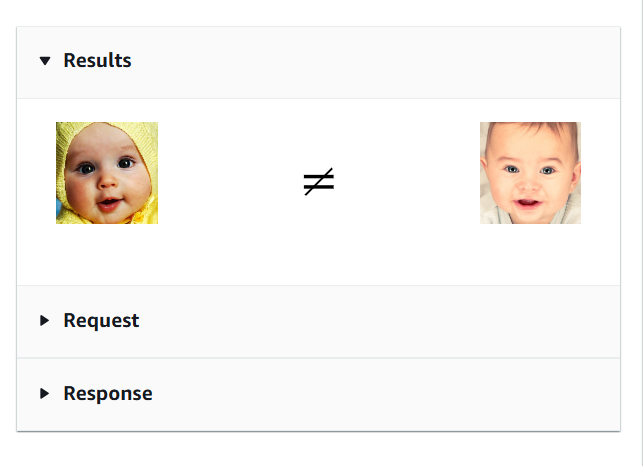 Results
≠
Request
Response